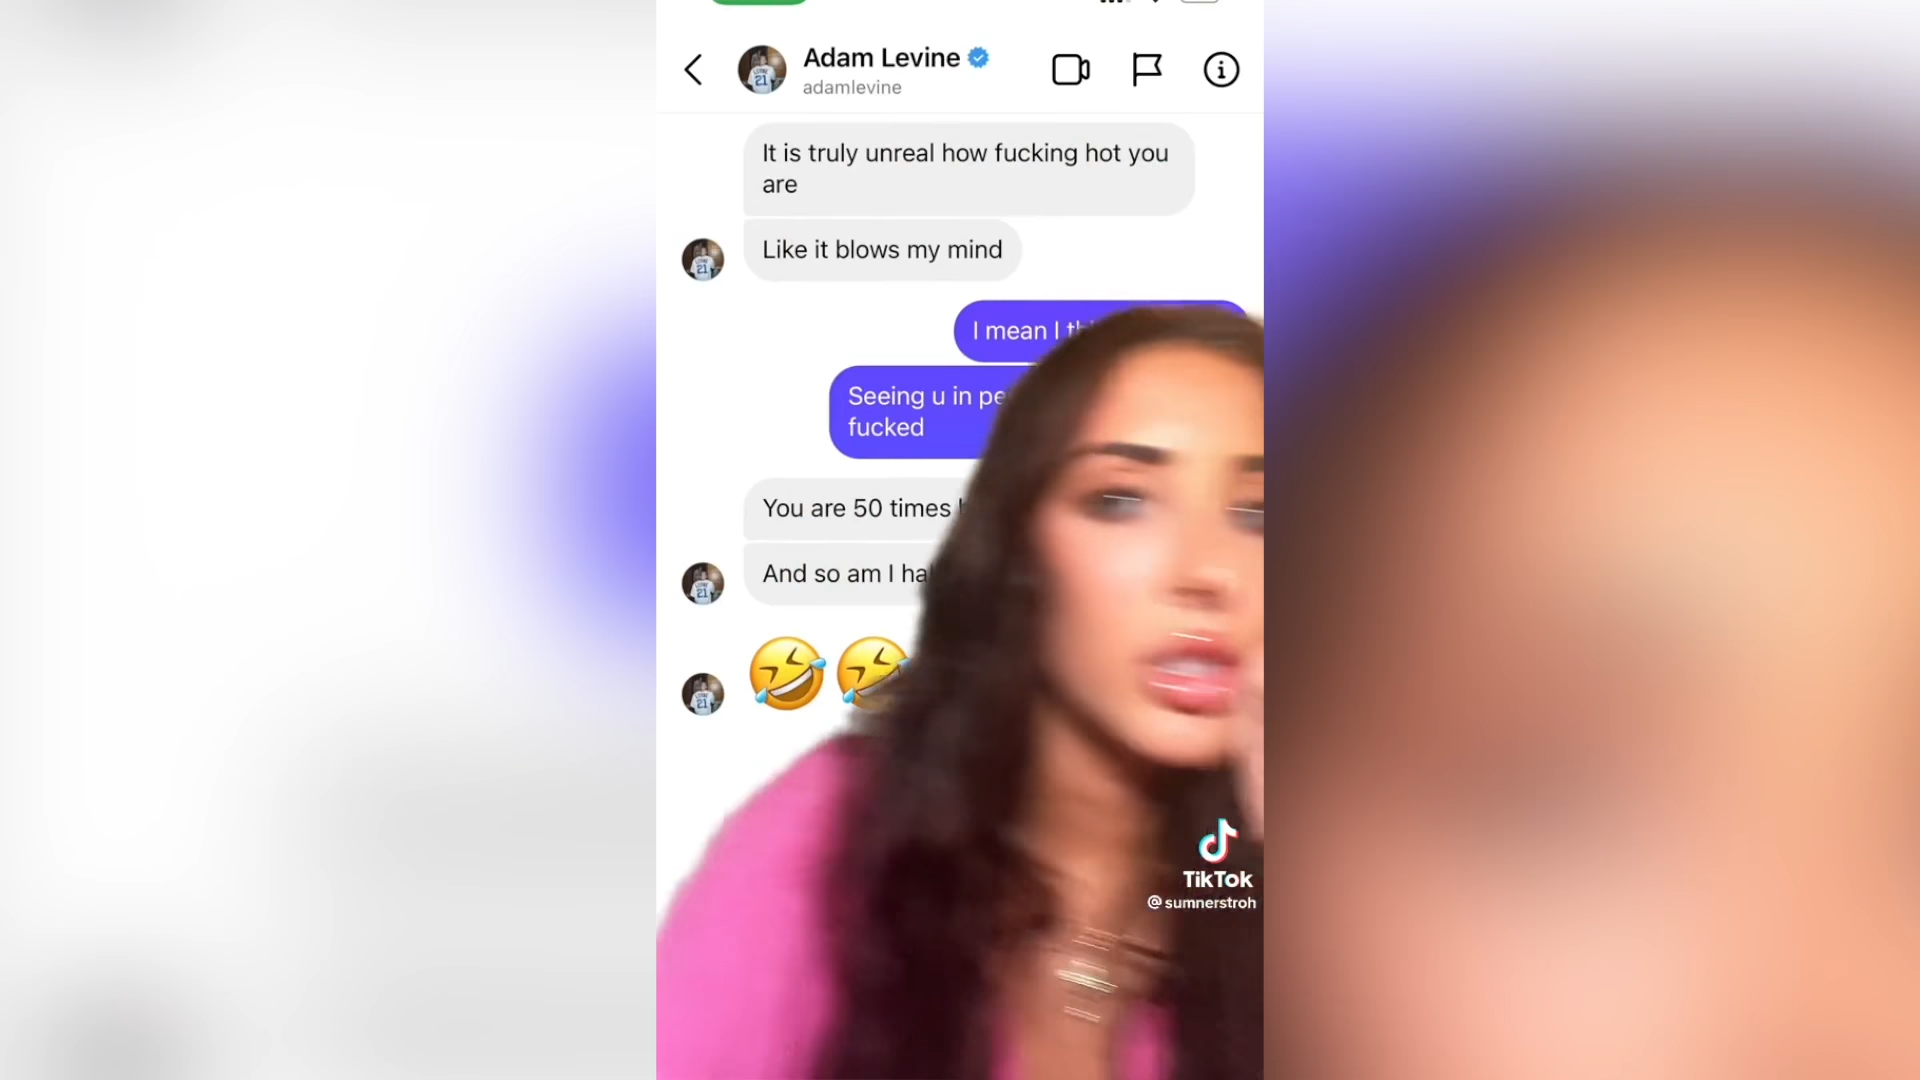 Adam Levine
adamlevine
It is truly unreal how fucking hot you
are
Like it blows my mind
I mean I
Seeing u in
fucked
You are 50 times
And so am I
TikTok
@sumnerstroh